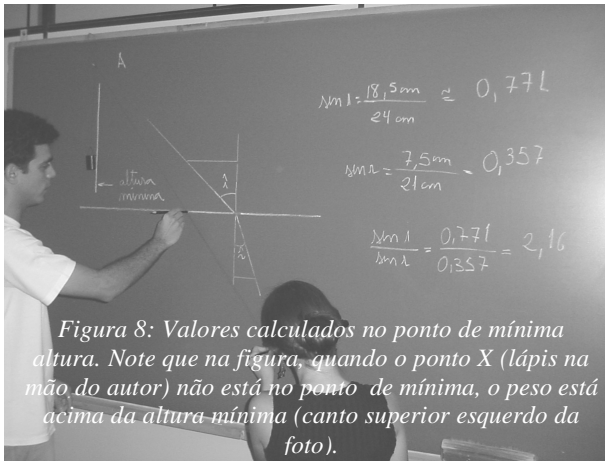 A
← altura
mínima
î
r̂
sen i = 18,5 cm / 24 cm ≅ 0,771
sen r = 7,5 cm / 21 cm = 0,357
sen i / sen r = 0,771 / 0,357 = 2,16
Figura 8: Valores calculados no ponto de mínima
altura. Note que na figura, quando o ponto X (lápis na
mão do autor) não está no ponto de mínima, o peso está
acima da altura mínima (canto superior esquerdo da
foto).